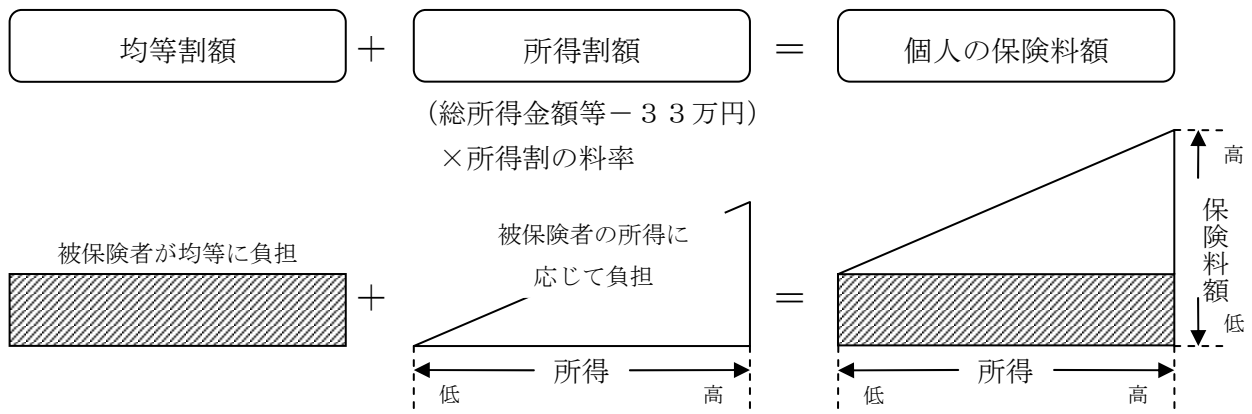 均等割額 + 所得割額 = 個人の保険料額
(総所得金額等-33万円)
×所得割の料率
被保険者が均等に負担
+
被保険者の所得に
応じて負担
=
高
保険料額
低
所得
低 高
所得
低 高